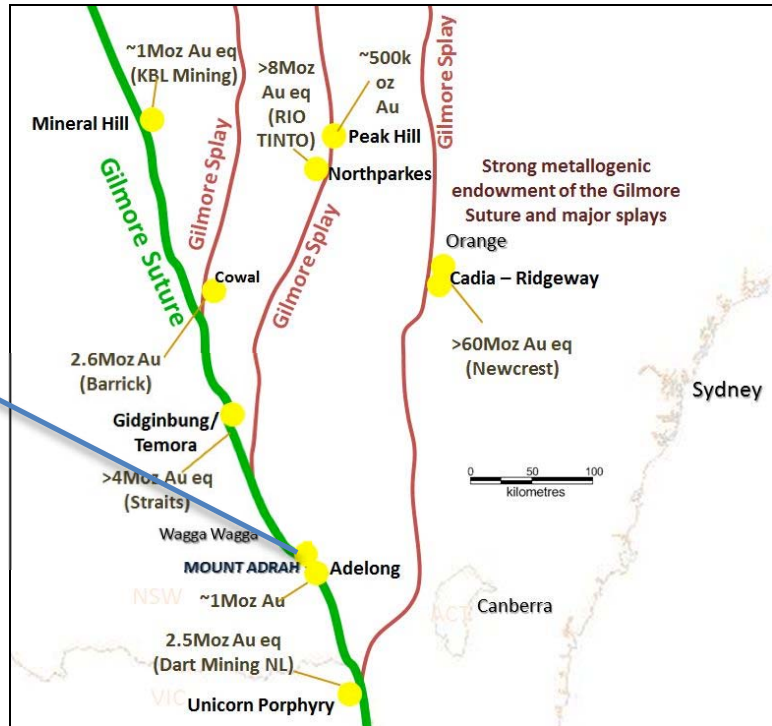 ~1Moz Au eq
(KBL Mining)
Mineral Hill
>8Moz
Au eq
(RIO
TINTO)
~500k
oz
Au
Peak Hill
Northparkes
Gilmore Splay
Gilmore Splay
Gilmore Splay
Gilmore Suture
Strong metallogenic
endowment of the Gilmore
Suture and major splays
Orange
Cadia – Ridgeway
>60Moz Au eq
(Newcrest)
Cowal
2.6Moz Au
(Barrick)
Sydney
Gidginbung/
Temora
>4Moz Au eq
(Straits)
0 50 100
kilometres
Wagga Wagga
MOUNT ADRAH
Adelong
~1Moz Au
NSW
ACT
Canberra
2.5Moz Au eq
(Dart Mining NL)
VIC
Unicorn Porphyry